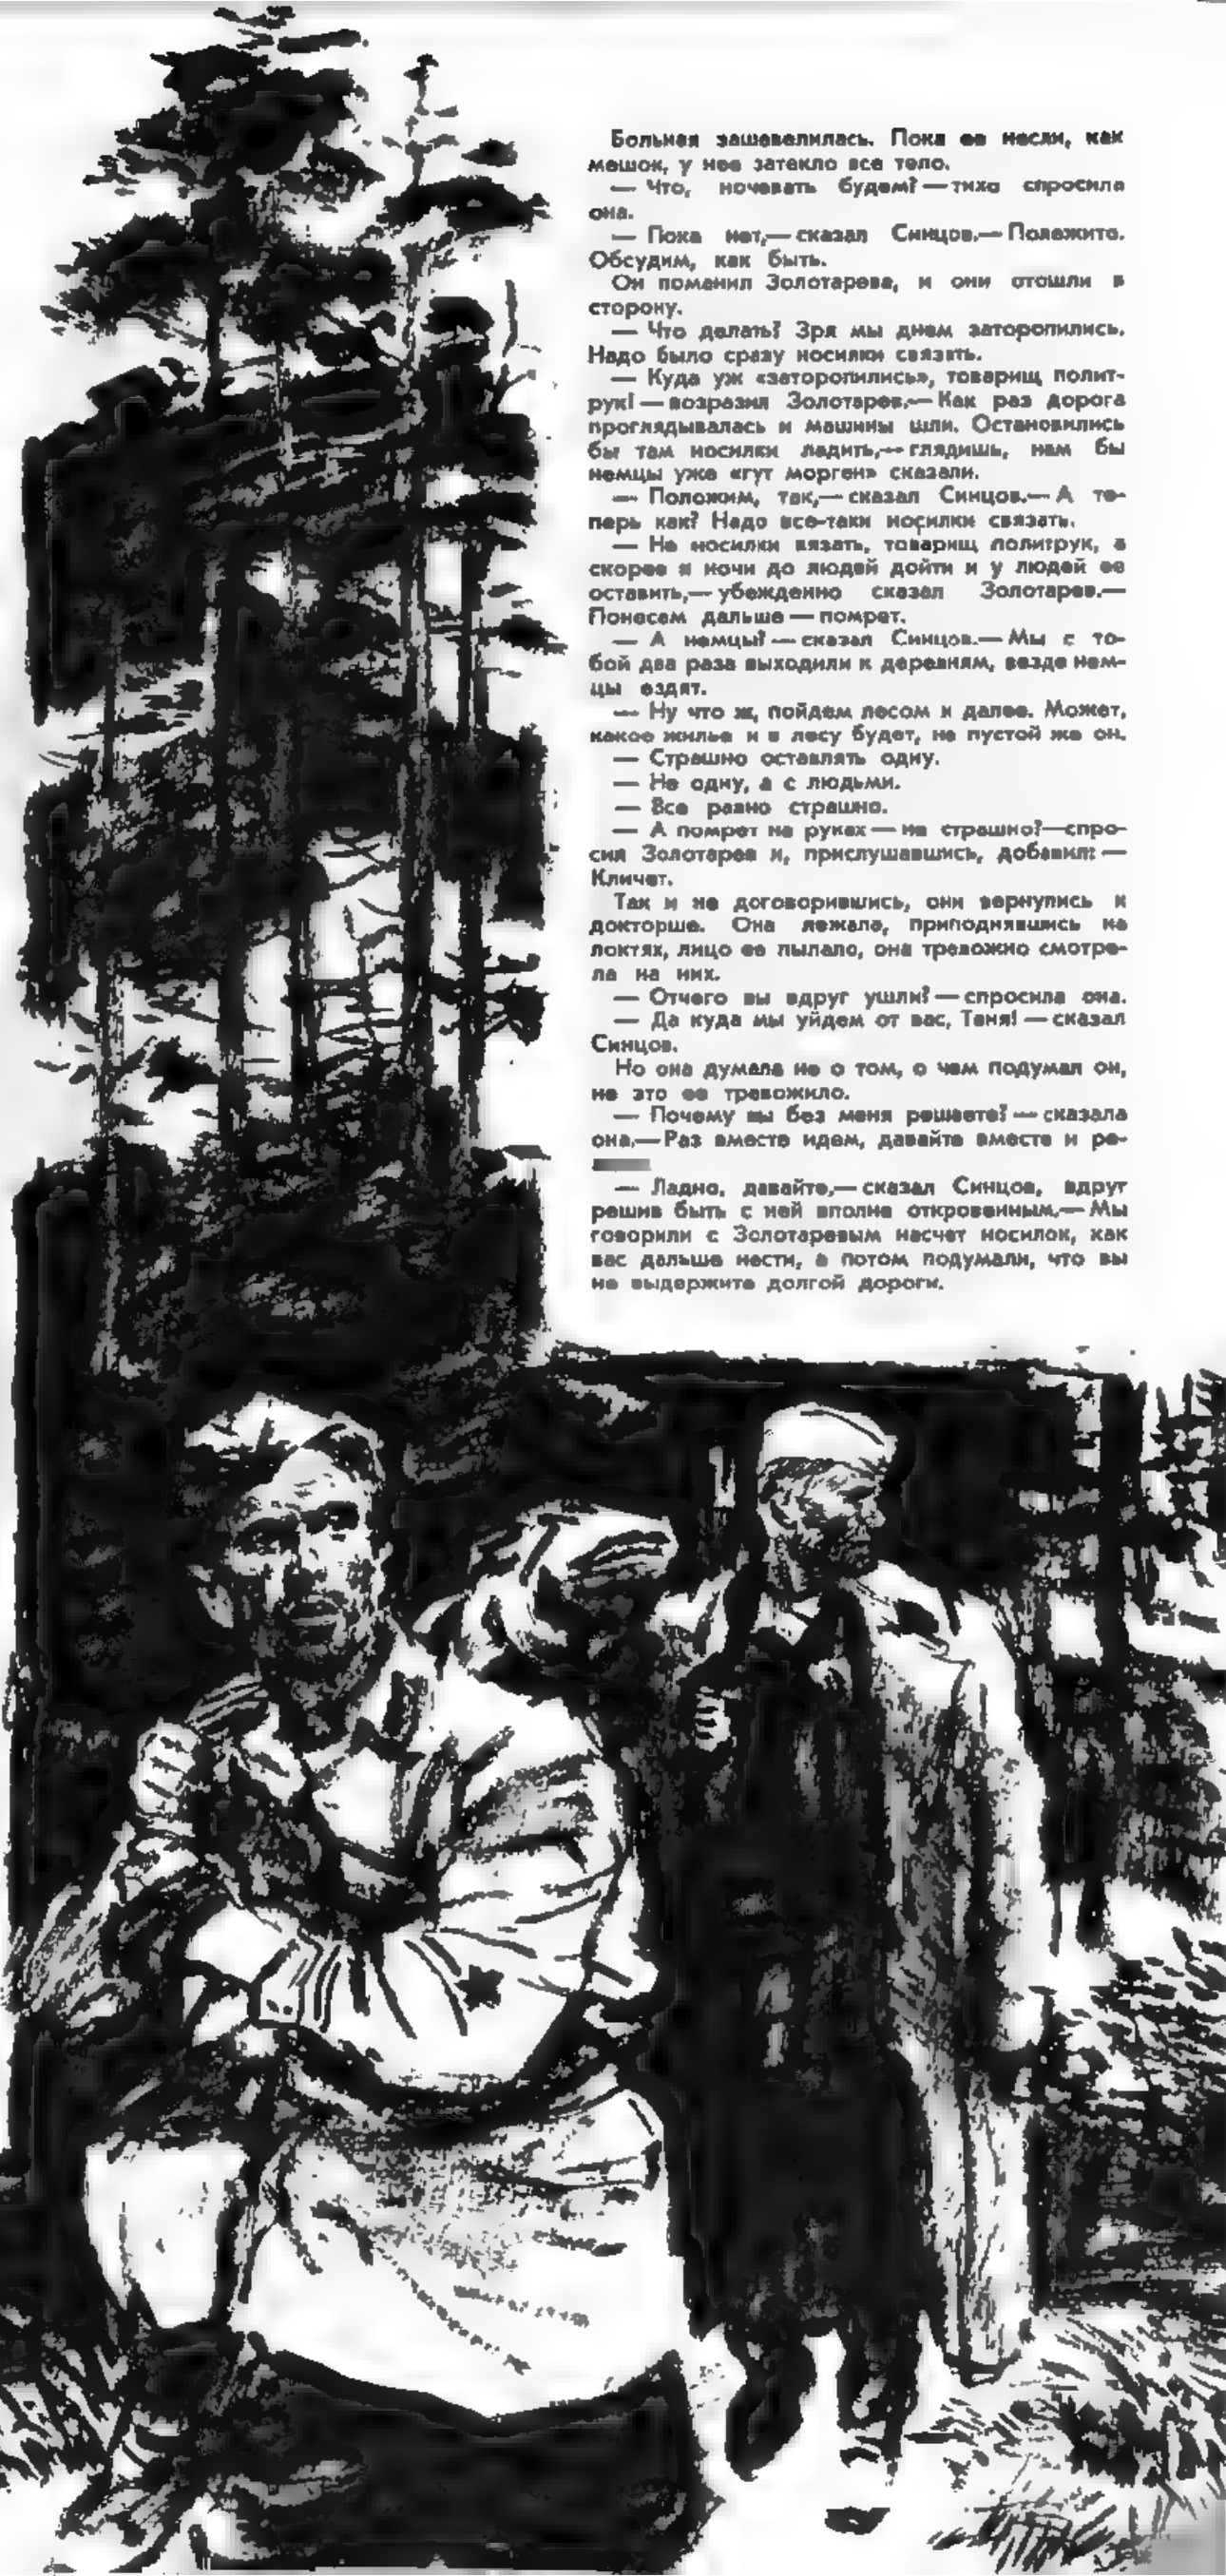 Больная зашевелилась. Пока ее несли, как
мешок, у нее затекло все тело.
— Что, ночевать будем? — тихо спросила
она.
— Пока нет, — сказал Синцов. — Положите.
Обсудим, как быть.
Он поманил Золотарева, и они отошли в
сторону.
— Что делать? Зря мы днем заторопились.
Надо было сразу носилки связать.
— Куда уж «заторопились», товарищ полит-
рук! — возразил Золотарев. — Как раз дорога
проглядывалась и машины шли. Остановились
бы там носилки ладить, — глядишь, нам бы
немцы уже «гут морген» сказали.
— Положим, так, — сказал Синцов. — А те-
перь как? Надо все-таки носилки связать.
— Не носилки вязать, товарищ политрук, а
скорее к ночи до людей дойти и у людей ее
оставить, — убежденно сказал Золотарев. —
Понесем дальше — помрет.
— А немцы? — сказал Синцов. — Мы с то-
бой два раза выходили к деревням, везде нем-
цы ездят.
— Ну что ж, пойдем лесом и далее. Может,
какое жилье и в лесу будет, не пустой же он.
— Страшно оставлять одну.
— Не одну, а с людьми.
— Все равно страшно.
— А помрет на руках — не страшно? — спро-
сил Золотарев и, прислушавшись, добавил: —
Кличет.
Так и не договорившись, они вернулись к
докторше. Она лежала, приподнявшись на
локтях, лицо ее пылало, она тревожно смотре-
ла на них.
— Отчего вы вдруг ушли? — спросила она.
— Да куда мы уйдем от вас, Таня! — сказал
Синцов.
Но она думала не о том, о чем подумал он,
не это ее тревожило.
— Почему вы без меня решаете? — сказала
она. — Раз вместе идем, давайте вместе и ре-
— Ладно, давайте, — сказал Синцов, вдруг
решив быть с ней вполне откровенным. — Мы
говорили с Золотаревым насчет носилок, как
вас дальше нести, а потом подумали, что вы
не выдержите долгой дороги.